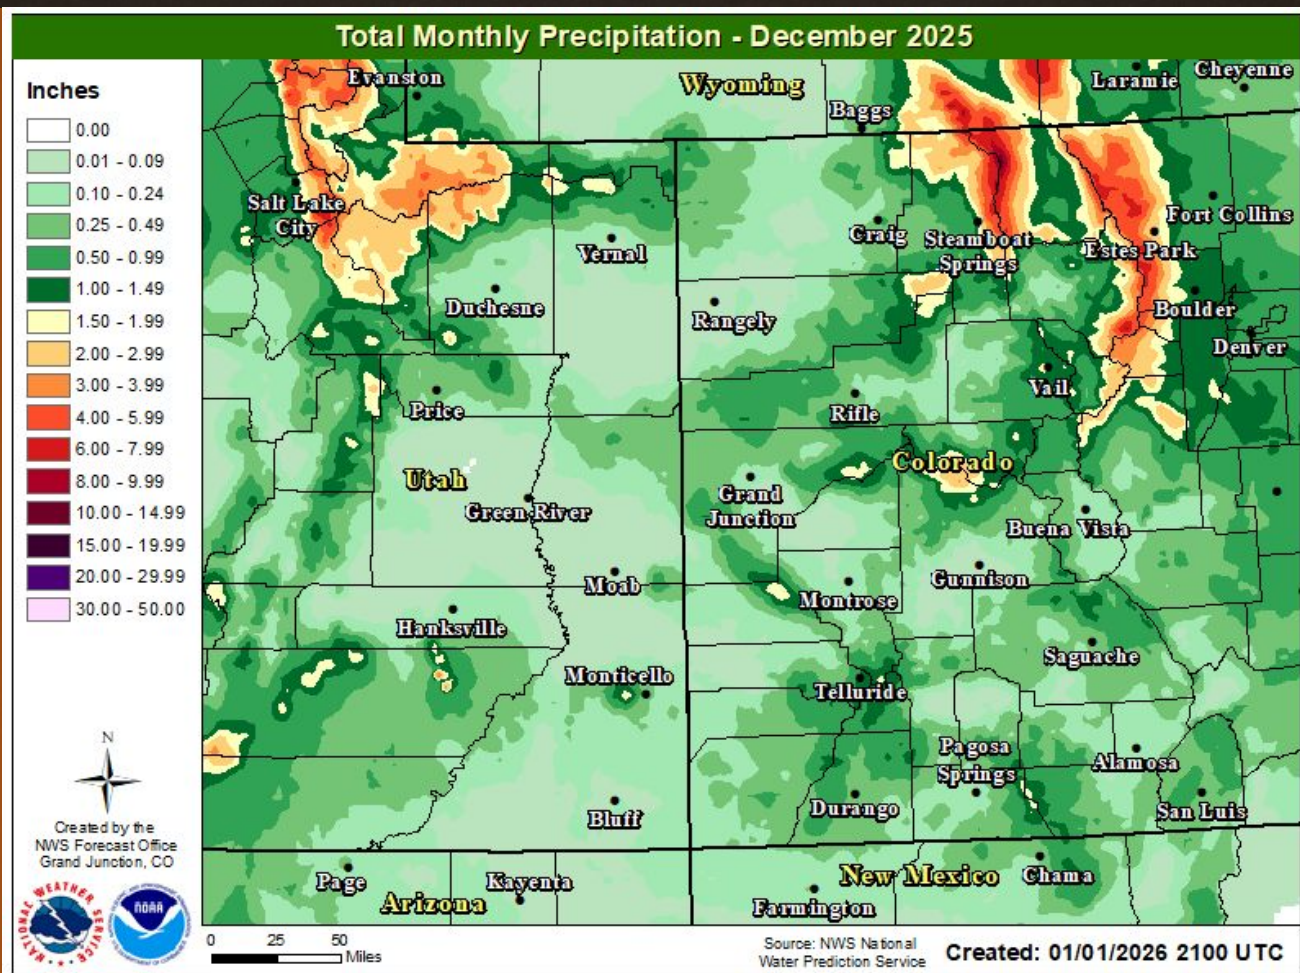 Total Monthly Precipitation - December 2025
Inches
0.00
0.01 - 0.09
0.10 - 0.24
0.25 - 0.49
0.50 - 0.99
1.00 - 1.49
1.50 - 1.99
2.00 - 2.99
3.00 - 3.99
4.00 - 5.99
6.00 - 7.99
8.00 - 9.99
10.00 - 14.99
15.00 - 19.99
20.00 - 29.99
30.00 - 50.00
Evanston
Wyoming
Laramie
Cheyenne
Baggs
Salt Lake
City
Vernal
Craig
Steamboat
Springs
Fort Collins
Estes Park
Duchesne
Rangely
Boulder
Denver
Price
Rifle
Vail
Utah
Colorado
Green River
Grand
Junction
Buena Vista
Moab
Montrose
Gunnison
Hanksville
Saguache
Monticello
Telluride
Pagosa
Springs
Alamosa
Bluff
Durango
San Luis
Page
Arizona
Kayenta
New Mexico
Chama
Farmington
N
Created by the
NWS Forecast Office
Grand Junction, CO
NATIONAL WEATHER SERVICE
NOAA
0 25 50
Miles
Source: NWS National
Water Prediction Service
Created: 01/01/2026 2100 UTC